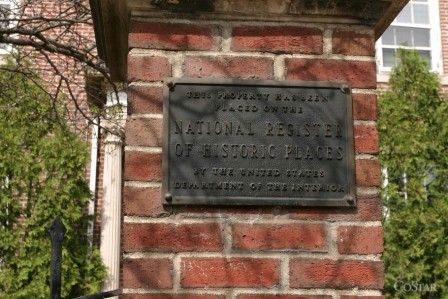 THIS PROPERTY HAS BEEN
PLACED ON THE
NATIONAL REGISTER
OF HISTORIC PLACES
BY THE UNITED STATES
DEPARTMENT OF THE INTERIOR
CoStar